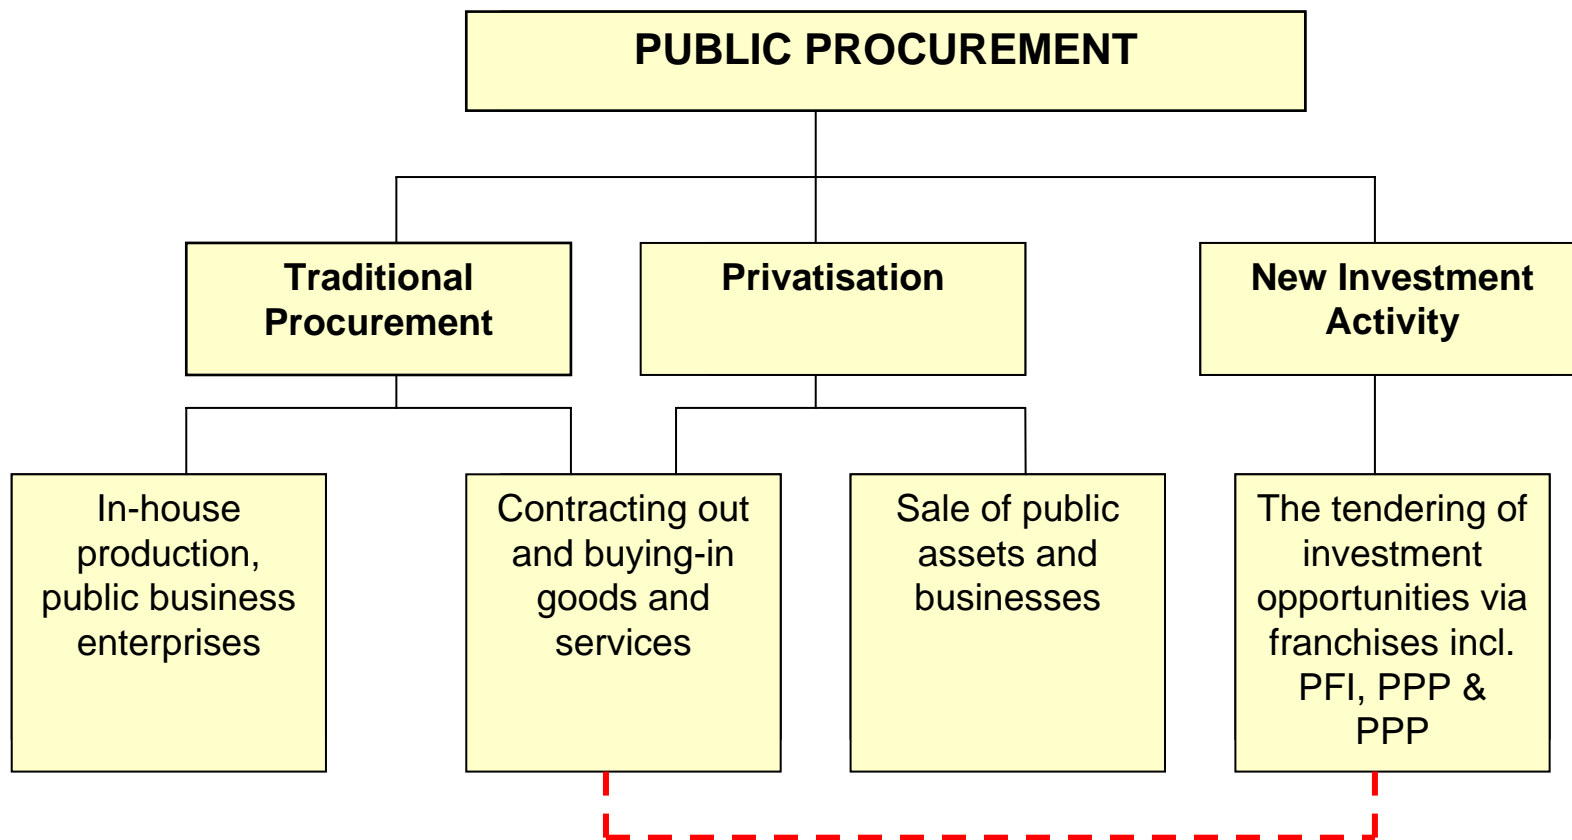 PUBLIC PROCUREMENT
Traditional
Procurement
Privatisation
New Investment
Activity
In-house
production,
public business
enterprises
Contracting out
and buying-in
goods and
services
Sale of public
assets and
businesses
The tendering of
investment
opportunities via
franchises incl.
PFI, PPP &
PPP